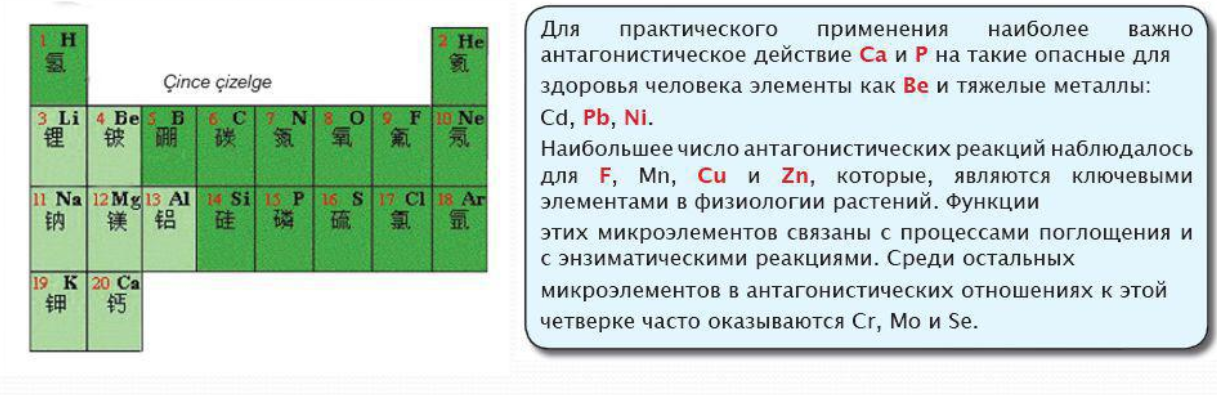 1 H
氢
2 He
氦
Çince çizelge
3 Li 4 Be 5 B 6 C 7 N 8 O 9 F 10 Ne
锂 铍 硼 碳 氮 氧 氟 氖
11 Na 12 Mg 13 Al 14 Si 15 P 16 S 17 Cl 18 Ar
钠 镁 铝 硅 磷 硫 氯 氩
19 K 20 Ca
钾 钙
Для практического применения наиболее важно
антагонистическое действие Ca и P на такие опасные для
здоровья человека элементы как Be и тяжелые металлы:
Cd, Pb, Ni.
Наибольшее число антагонистических реакций наблюдалось
для F, Mn, Cu и Zn, которые, являются ключевыми
элементами в физиологии растений. Функции
этих микроэлементов связаны с процессами поглощения и
с энзиматическими реакциями. Среди остальных
микроэлементов в антагонистических отношениях к этой
четверке часто оказываются Cr, Mo и Se.